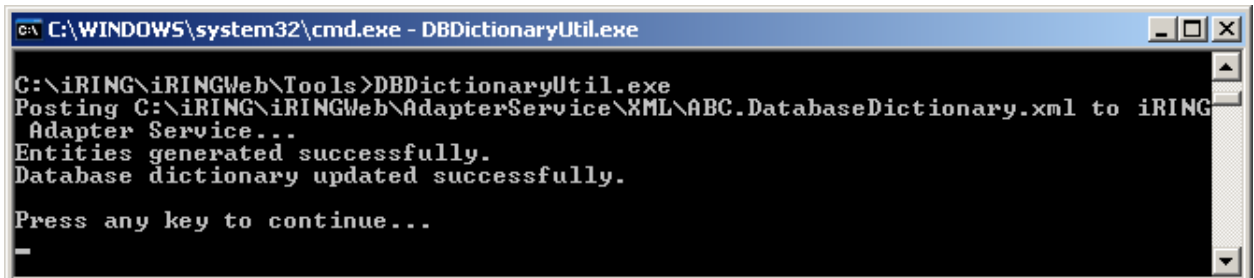 C:\WINDOWS\system32\cmd.exe - DBDictionaryUtil.exe
C:\iRING\iRINGWeb\Tools>DBDictionaryUtil.exe
Posting C:\iRING\iRINGWeb\AdapterService\XML\ABC.DatabaseDictionary.xml to iRING
Adapter Service...
Entities generated successfully.
Database dictionary updated successfully.
Press any key to continue...